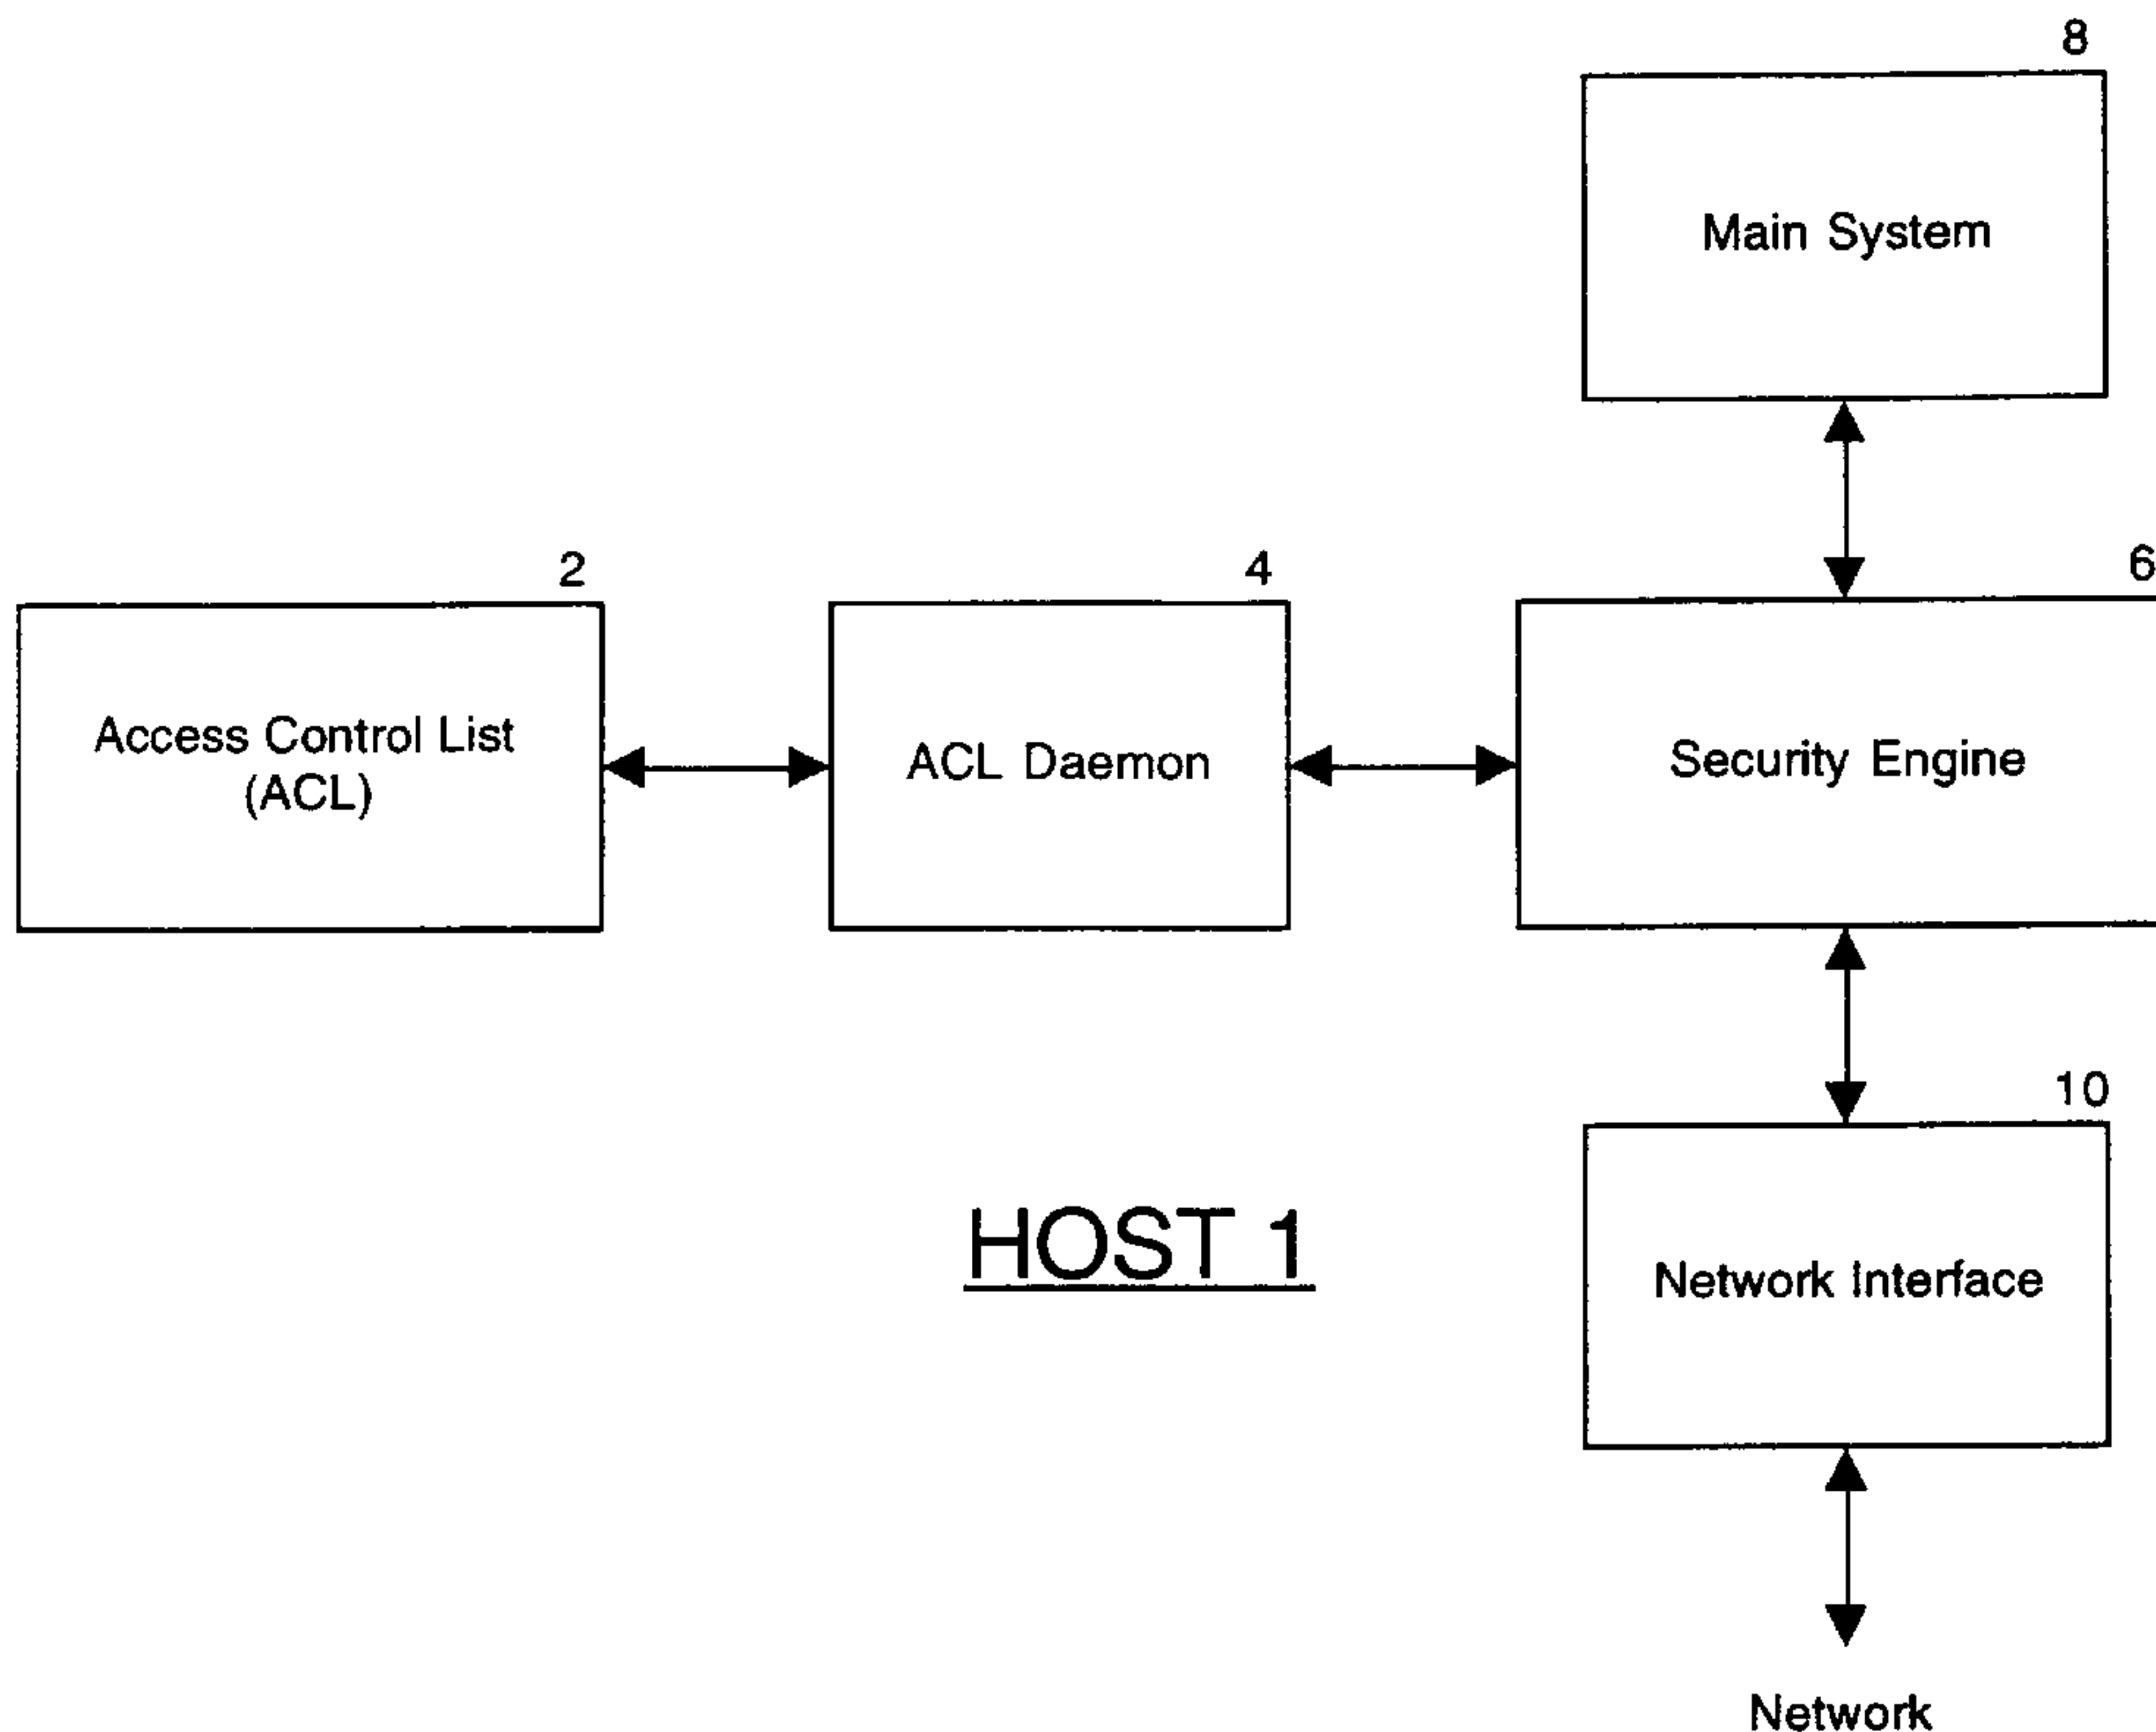 8
Main System
2
4
6
Access Control List
(ACL)
ACL Daemon
Security Engine
10
HOST 1
Network Interface
Network